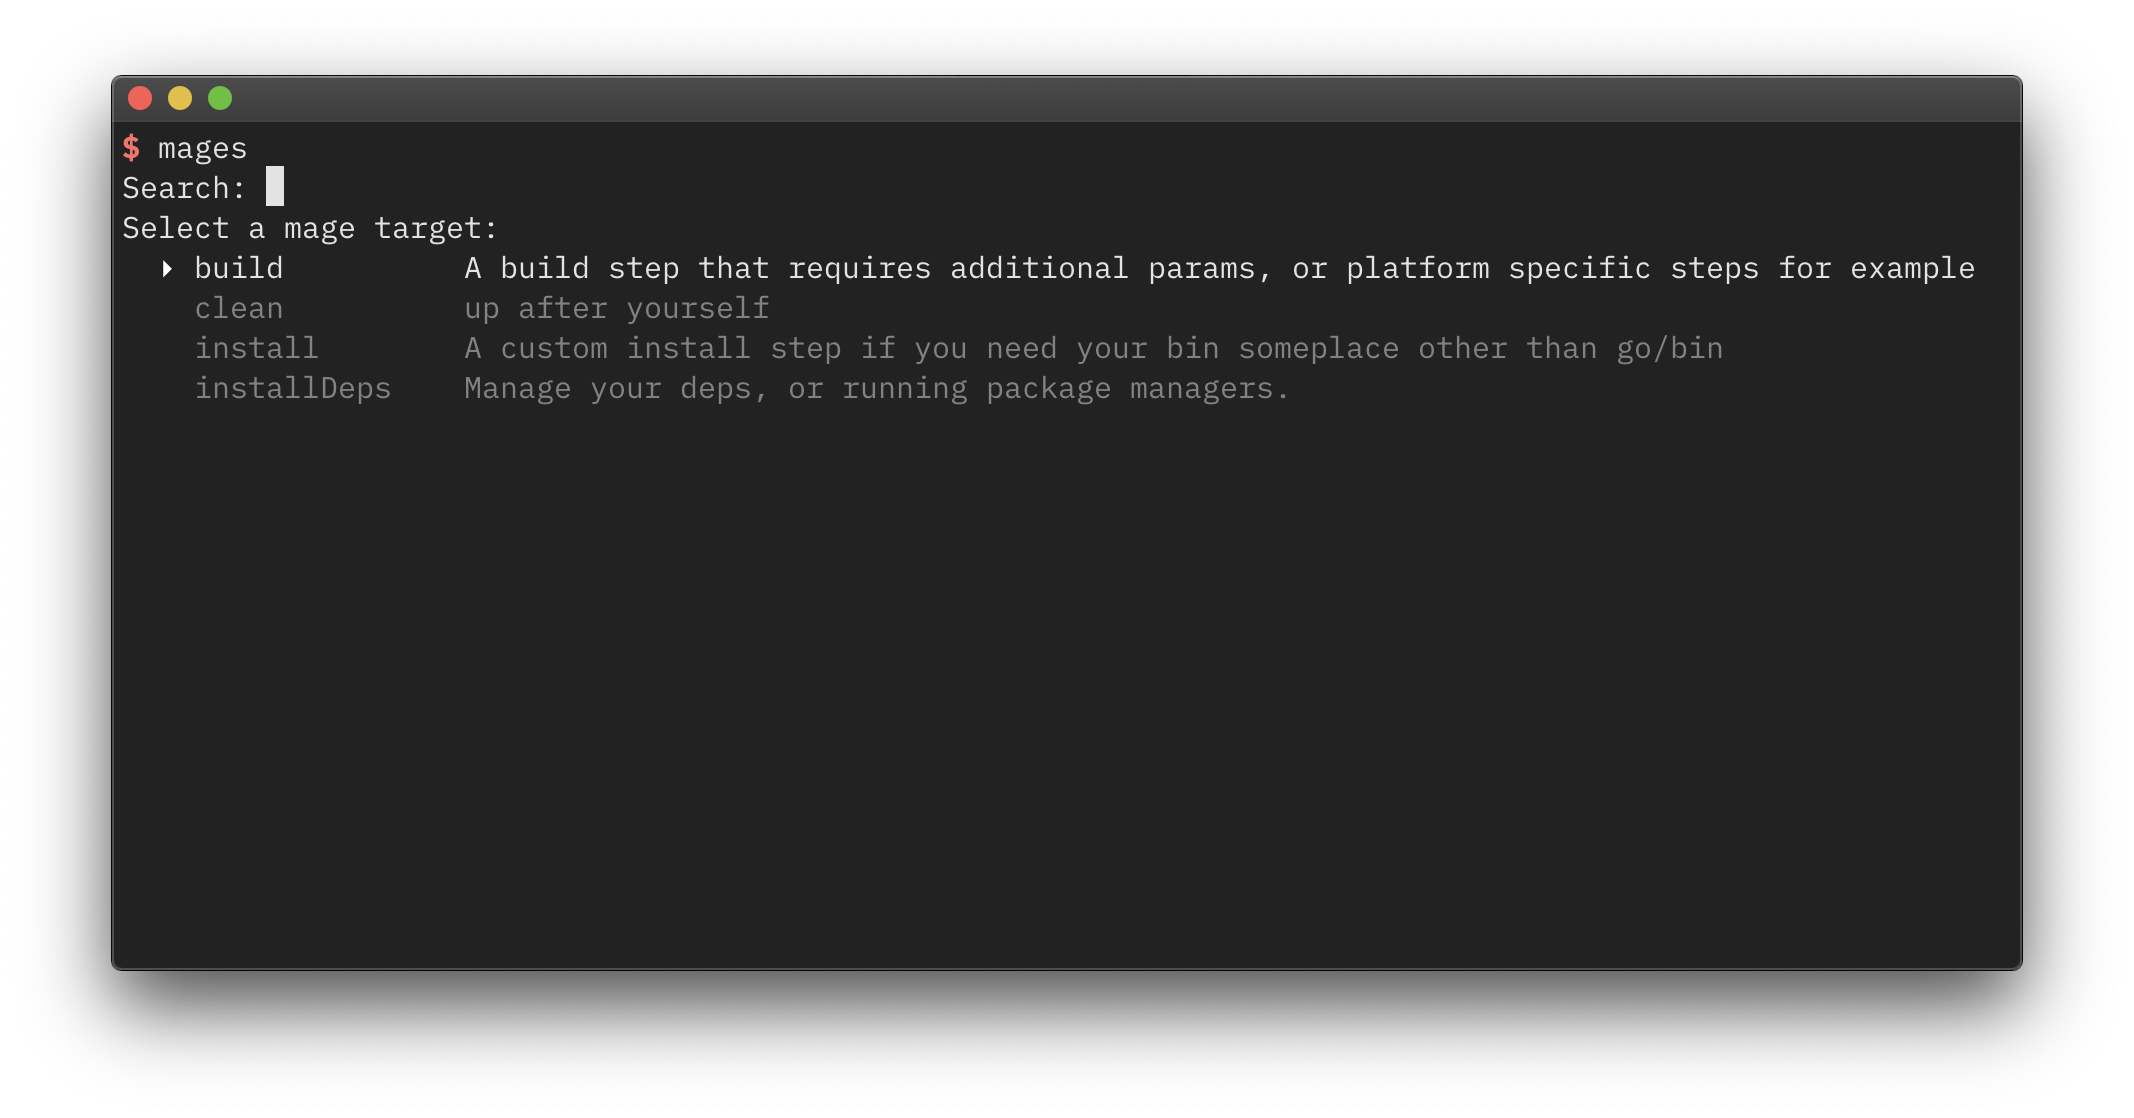 $ mages
Search:
Select a mage target:
▸ build A build step that requires additional params, or platform specific steps for example
clean up after yourself
install A custom install step if you need your bin someplace other than go/bin
installDeps Manage your deps, or running package managers.